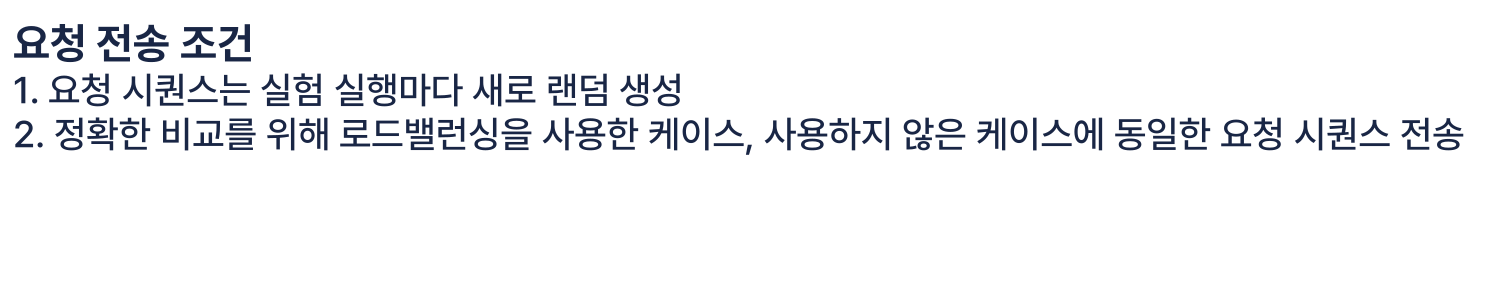 요청 전송 조건
1. 요청 시퀀스는 실험 실행마다 새로 랜덤 생성
2. 정확한 비교를 위해 로드밸런싱을 사용한 케이스, 사용하지 않은 케이스에 동일한 요청 시퀀스 전송